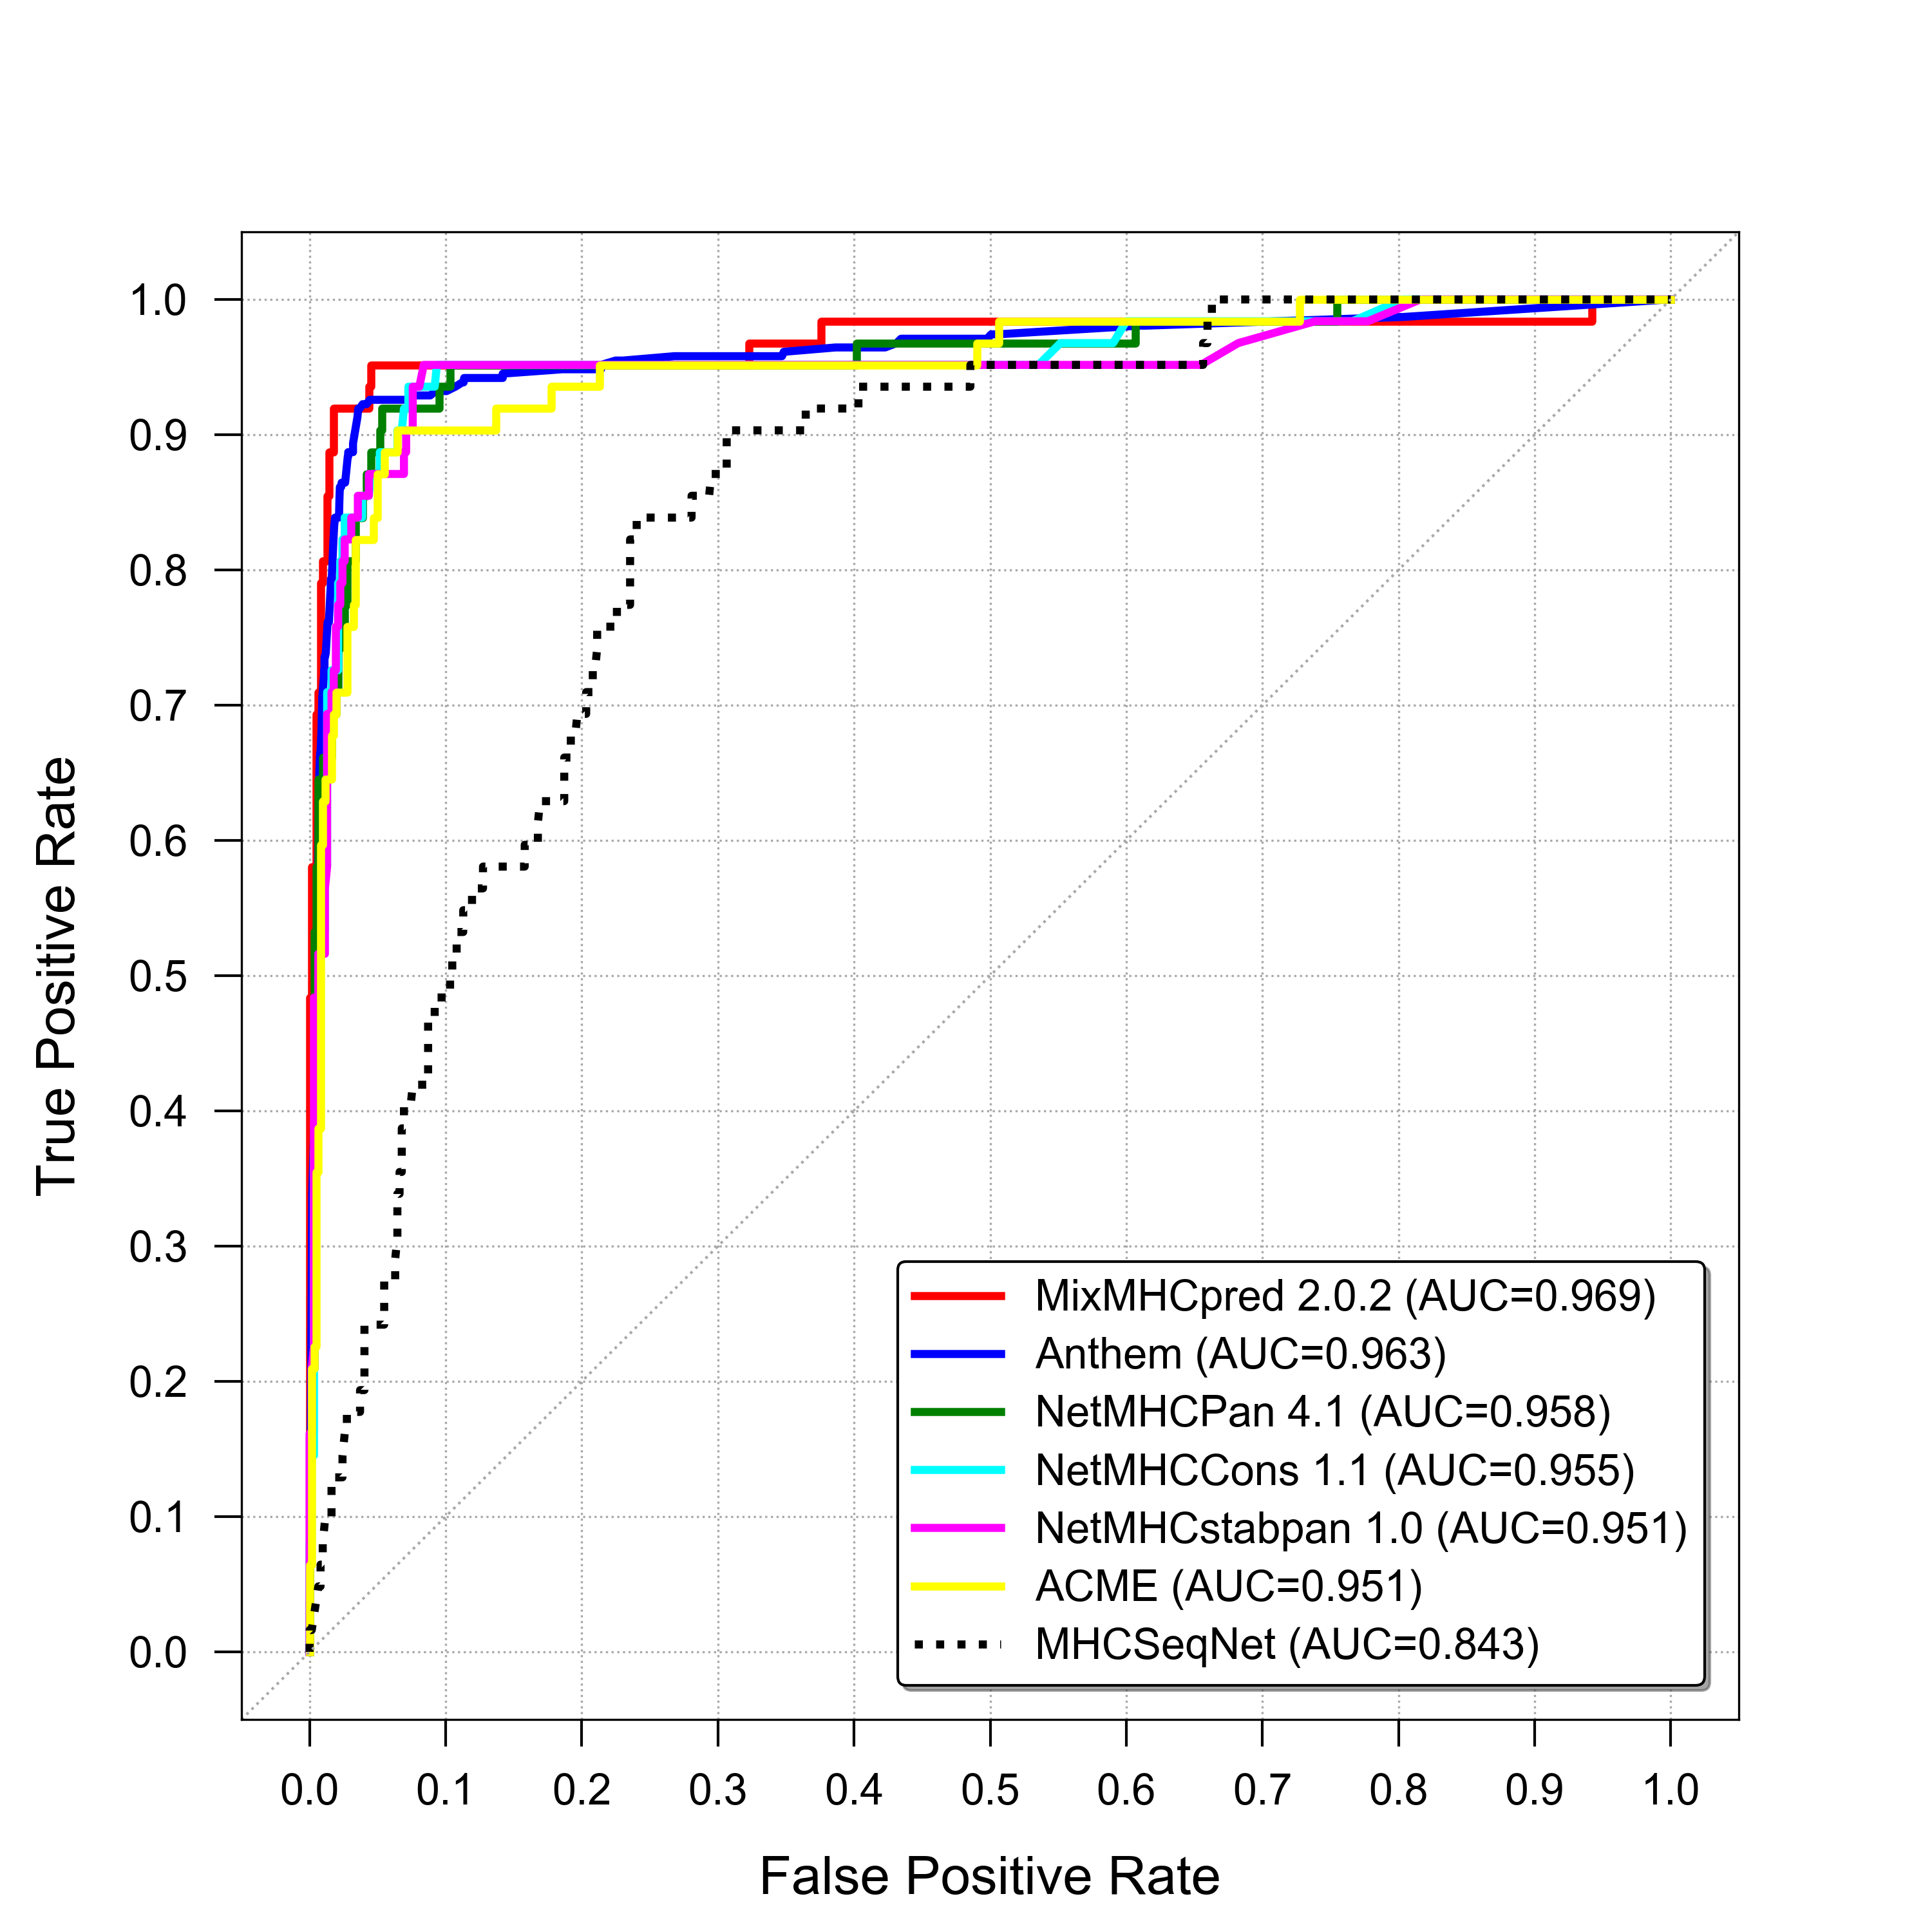 1.0
0.9
0.8
0.7
0.6
0.5
0.4
0.3
0.2
0.1
0.0
True Positive Rate
MixMHCpred 2.0.2 (AUC=0.969)
Anthem (AUC=0.963)
NetMHCPan 4.1 (AUC=0.958)
NetMHCCons 1.1 (AUC=0.955)
NetMHCstabpan 1.0 (AUC=0.951)
ACME (AUC=0.951)
MHCSeqNet (AUC=0.843)
0.0 0.1 0.2 0.3 0.4 0.5 0.6 0.7 0.8 0.9 1.0
False Positive Rate